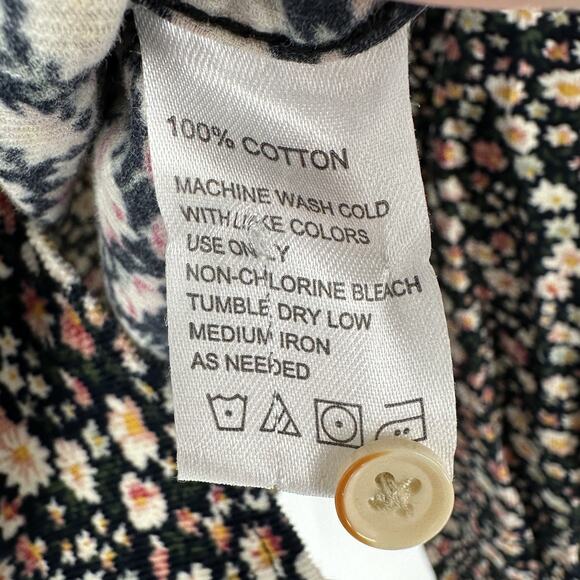 100% COTTON
MACHINE WASH COLD
WITH LIKE COLORS
USE ONLY
NON-CHLORINE BLEACH
TUMBLE DRY LOW
MEDIUM IRON
AS NEEDED